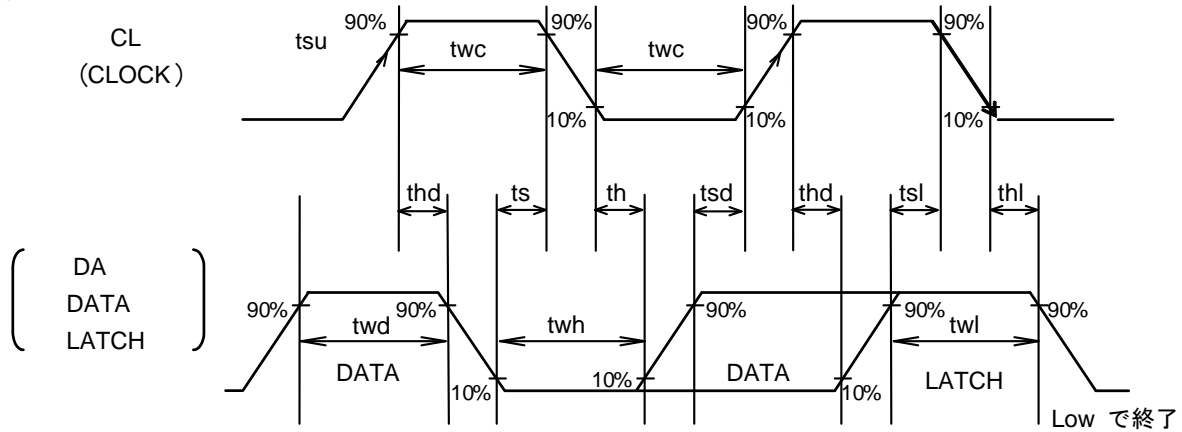 90% 90% 90% 90%
CL tsu twc twc
(CLOCK)
10% 10% 10%
thd ts th tsd thd tsl thl
DA
DATA
LATCH
90% 90% 90% 90% 90%
twd twh twl
DATA DATA LATCH
10% 10% 10%
Low で終了